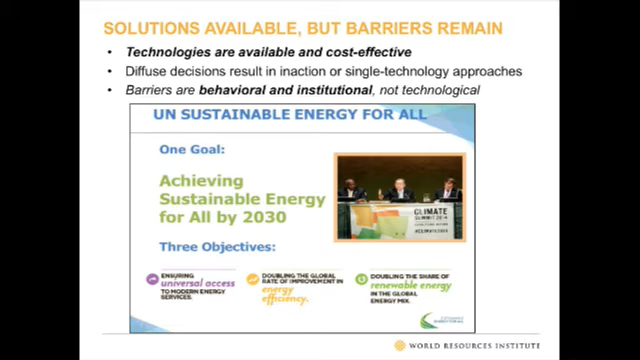 SOLUTIONS AVAILABLE, BUT BARRIERS REMAIN
• Technologies are available and cost-effective
• Diffuse decisions result in inaction or single-technology approaches
• Barriers are behavioral and institutional, not technological
UN SUSTAINABLE ENERGY FOR ALL
One Goal:
Achieving
Sustainable Energy
for All by 2030
CLIMATE
SUMMIT 2014
#CLIMATE2014
Three Objectives:
ENSURING
universal access
TO MODERN ENERGY
SERVICES.
DOUBLING THE GLOBAL
RATE OF IMPROVEMENT IN
energy
efficiency.
DOUBLING THE SHARE OF
renewable energy
IN THE GLOBAL
ENERGY MIX.
WORLD RESOURCES INSTITUTE